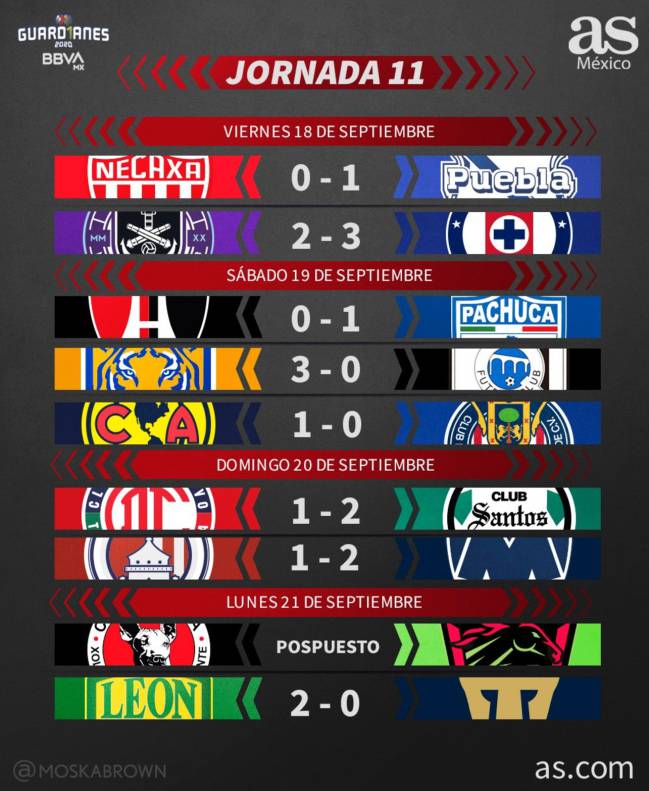 GUARD1ANES
2020
BBVA
MX
as
México
JORNADA 11
VIERNES 18 DE SEPTIEMBRE
NECAXA 0 - 1 Puebla
MM XX 2 - 3
SÁBADO 19 DE SEPTIEMBRE
0 - 1 PACHUCA
3 - 0
C A 1 - 0 CLUB
DOMINGO 20 DE SEPTIEMBRE
1 - 2 CLUB
Santos
1 - 2
LUNES 21 DE SEPTIEMBRE
POSPUESTO
LEON 2 - 0
@MOSKABROWN
as.com